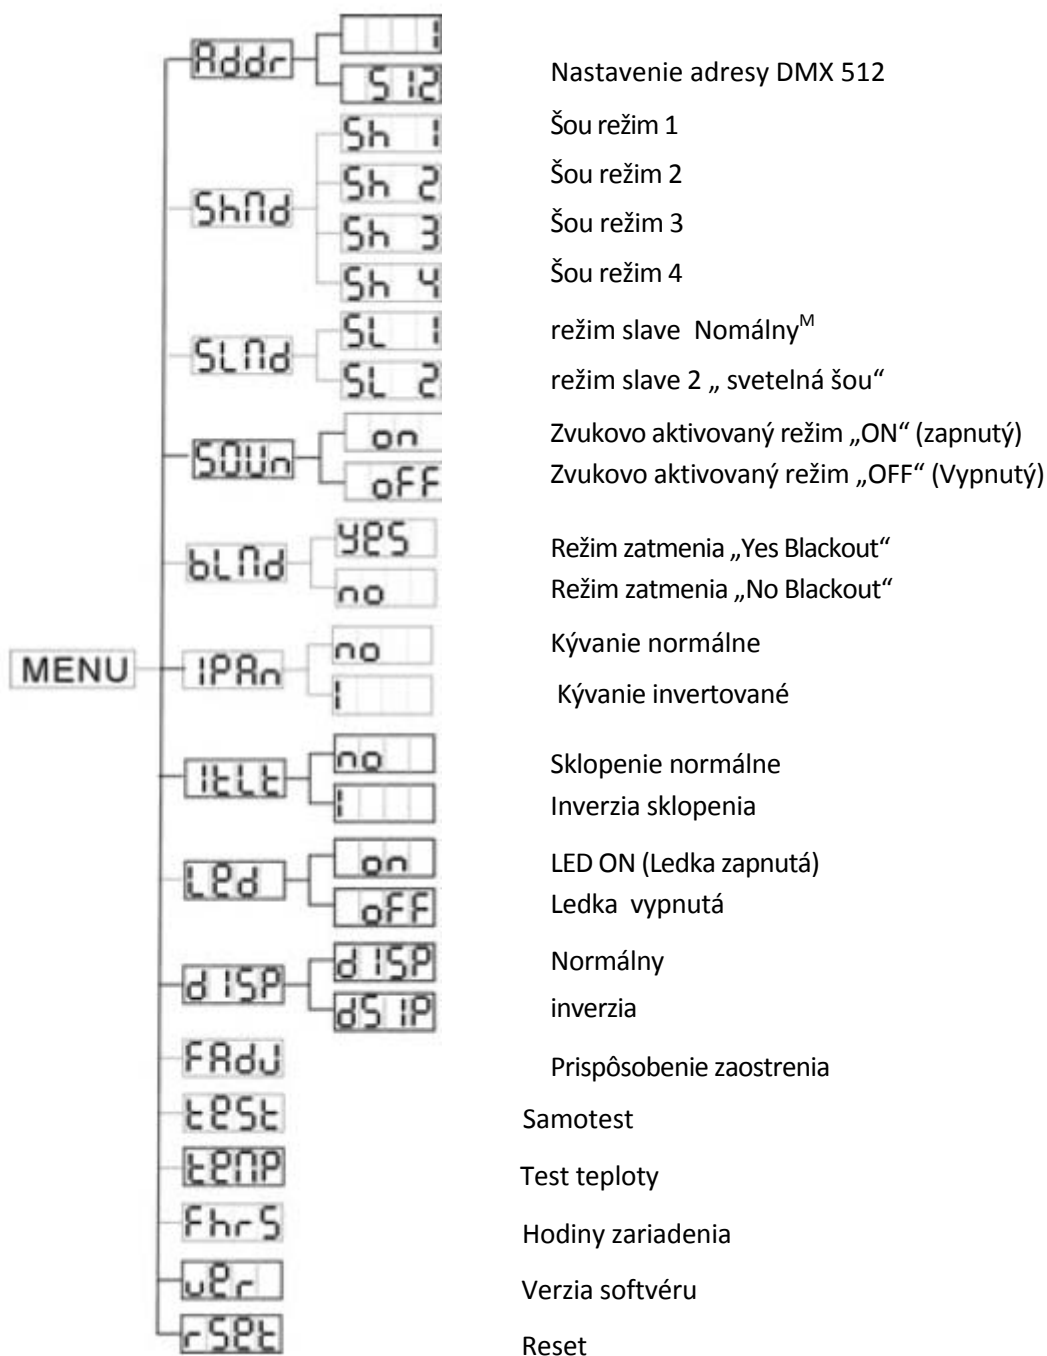 Addr
1
512
Nastavenie adresy DMX 512
Sh 1
Šou režim 1
ShMd
Sh 2
Šou režim 2
Sh 3
Šou režim 3
Sh 4
Šou režim 4
SLMd
SL 1
režim slave Nomálnyᴹ
SL 2
režim slave 2 „ svetelná šou“
SOUn
on
Zvukovo aktivovaný režim „ON“ (zapnutý)
oFF
Zvukovo aktivovaný režim „OFF“ (Vypnutý)
bLMd
yes
Režim zatmenia „Yes Blackout“
no
Režim zatmenia „No Blackout“
MENU
IPAn
no
Kývanie normálne
I
Kývanie invertované
ItLt
no
Sklopenie normálne
I
Inverzia sklopenia
Led
on
LED ON (Ledka zapnutá)
oFF
Ledka vypnutá
dISP
dISP
Normálny
dSIP
inverzia
FAdJ
Prispôsobenie zaostrenia
teSt
Samotest
teMP
Test teploty
FhrS
Hodiny zariadenia
ver
Verzia softvéru
rSet
Reset